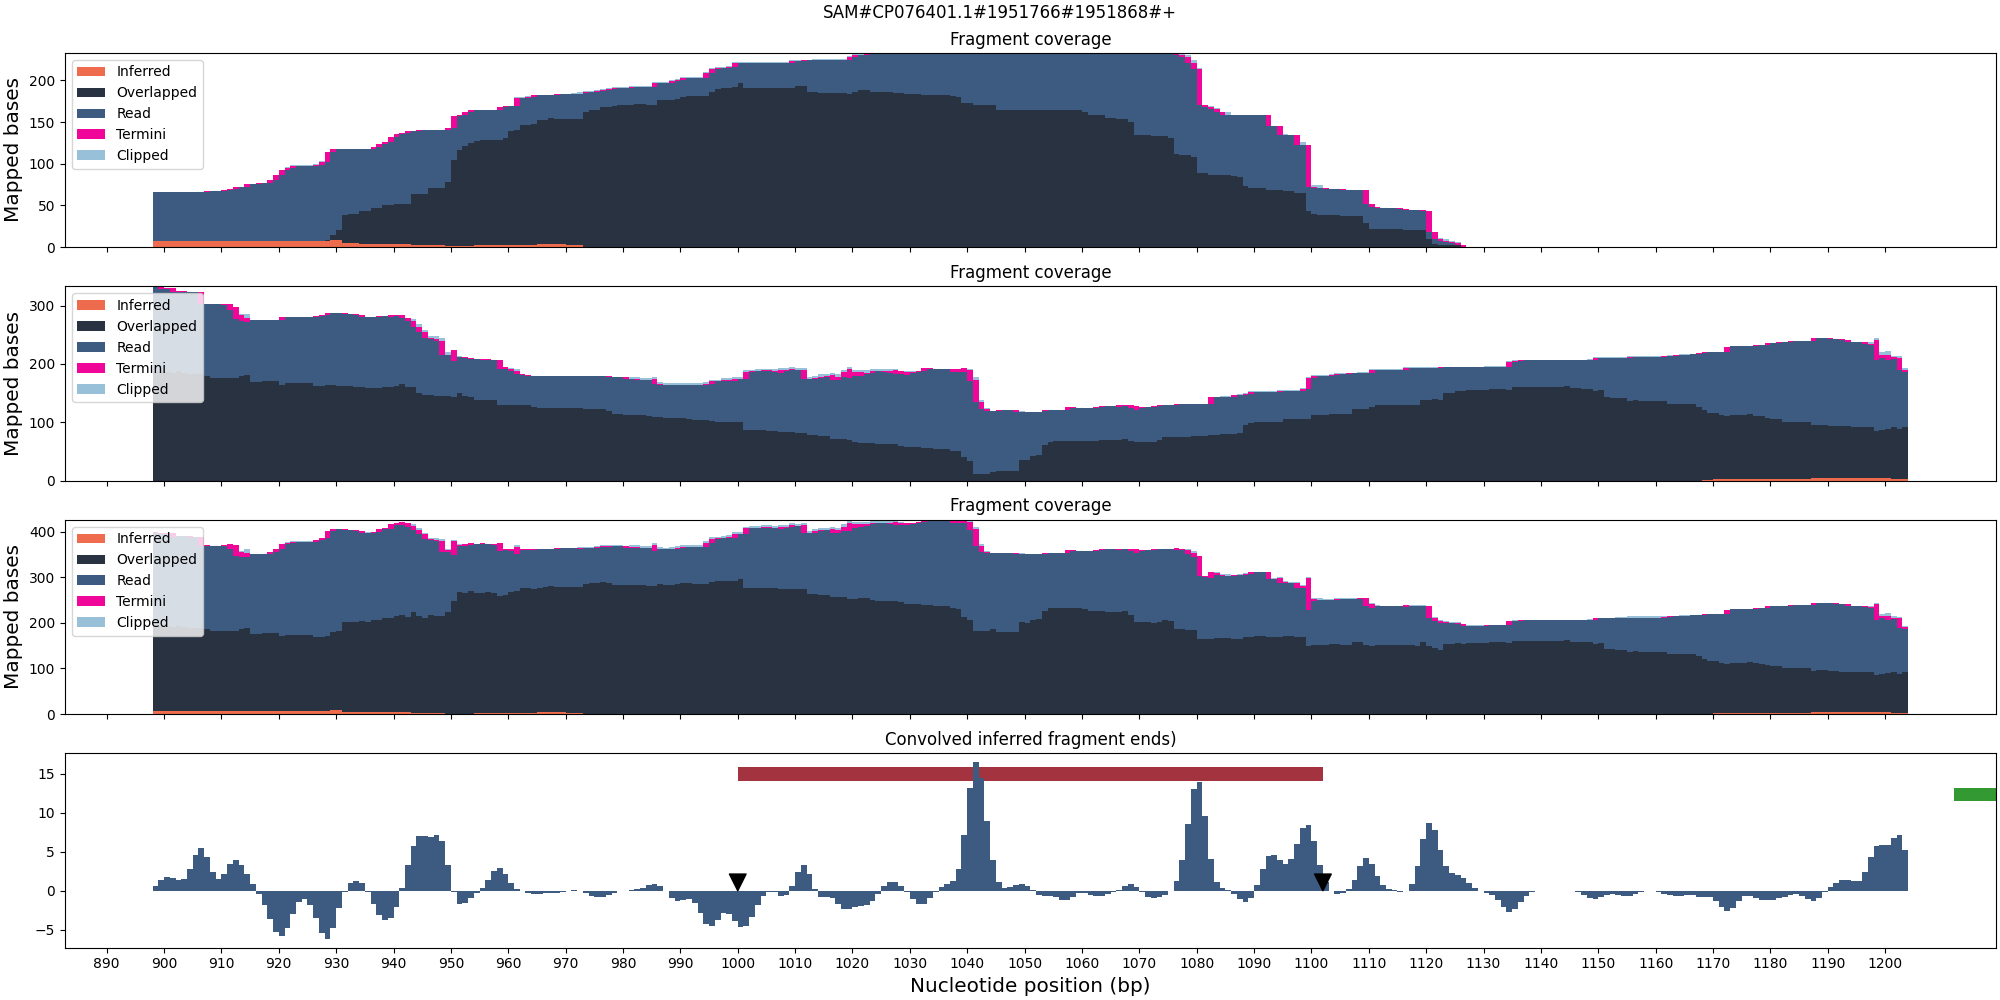 SAM#CP076401.1#1951766#1951868#+
Fragment coverage
Mapped bases
200
150
100
50
0
Inferred
Overlapped
Read
Termini
Clipped
Fragment coverage
Mapped bases
300
200
100
0
Inferred
Overlapped
Read
Termini
Clipped
Fragment coverage
Mapped bases
400
300
200
100
0
Inferred
Overlapped
Read
Termini
Clipped
Convolved inferred fragment ends)
15
10
5
0
−5
890 900 910 920 930 940 950 960 970 980 990 1000 1010 1020 1030 1040 1050 1060 1070 1080 1090 1100 1110 1120 1130 1140 1150 1160 1170 1180 1190 1200
Nucleotide position (bp)